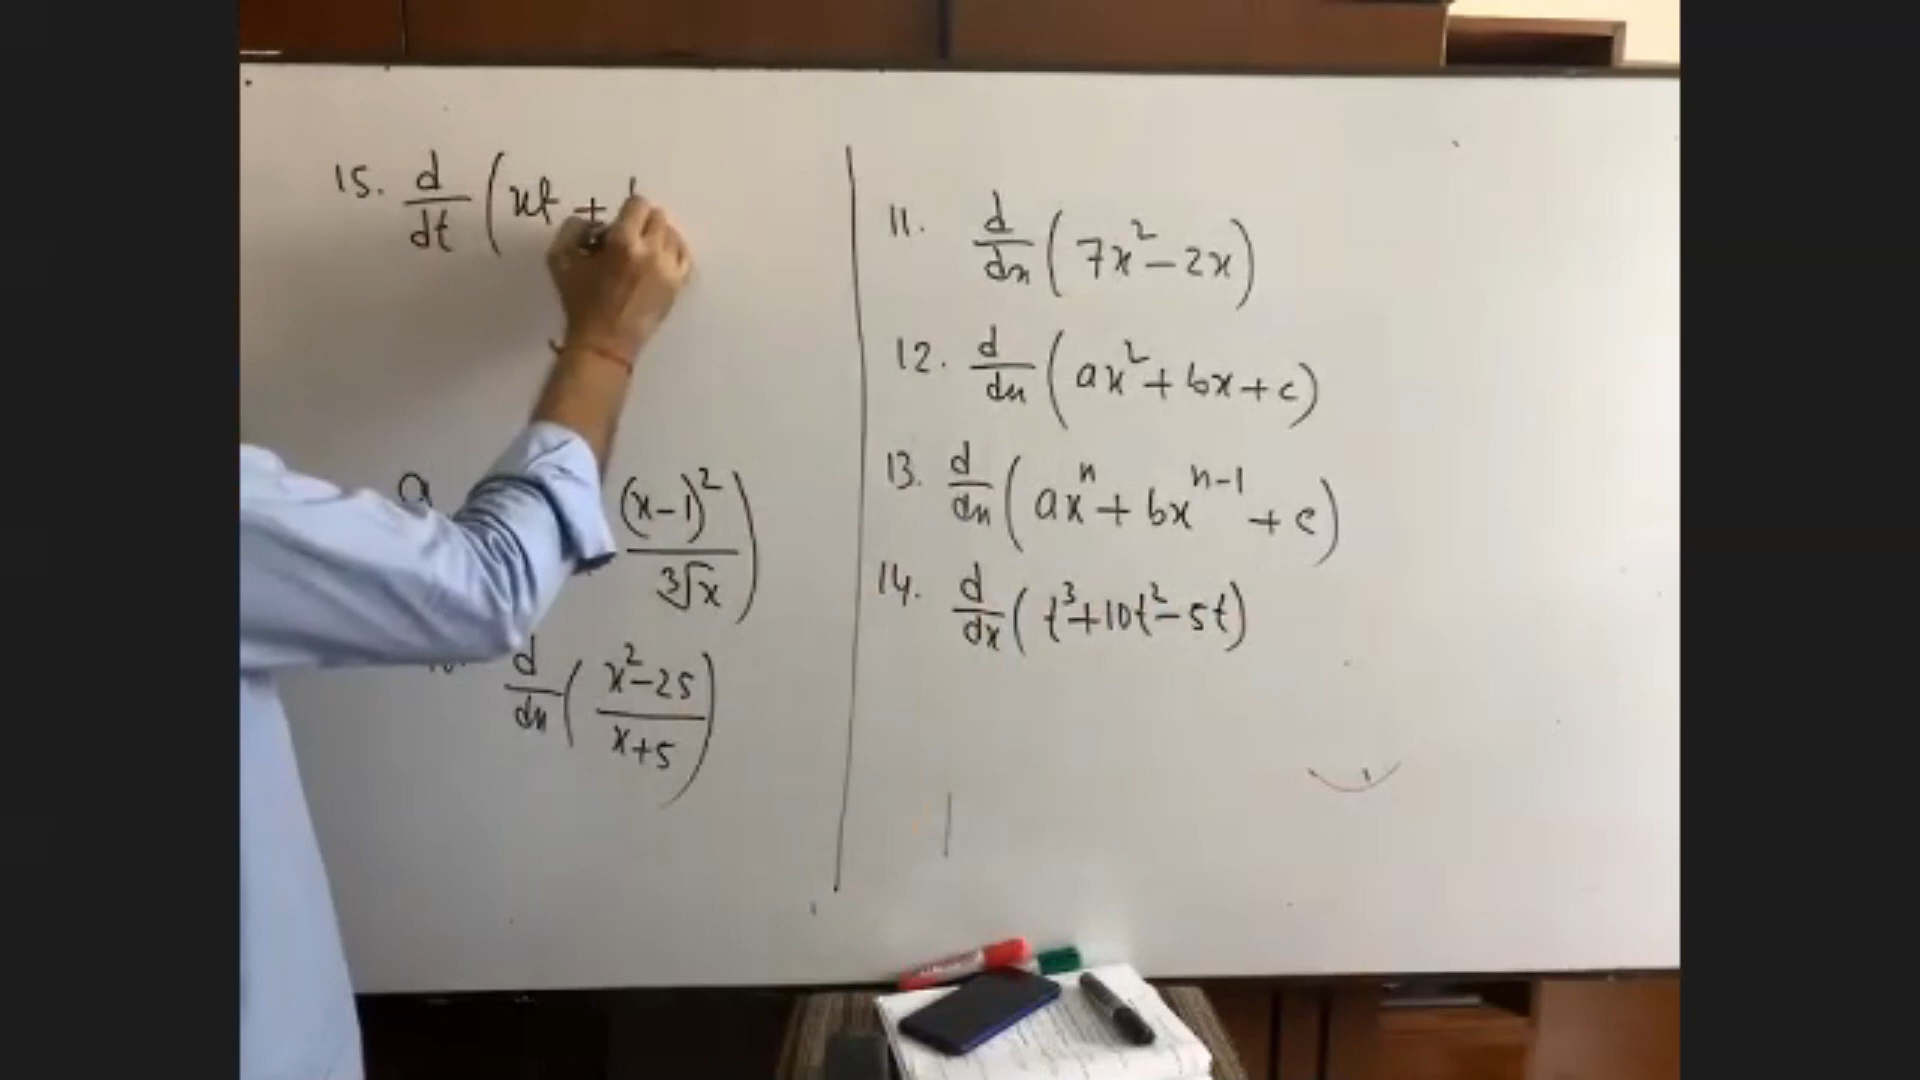 15. d/dt (xt +
(x-1)²/∛x)
d/dx (x²-25/x+5)
11. d/dx (7x²-2x)
12. d/dx (ax²+bx+c)
13. d/dx (axⁿ+bxⁿ⁻¹+c)
14. d/dx (t³+10t²-5t)